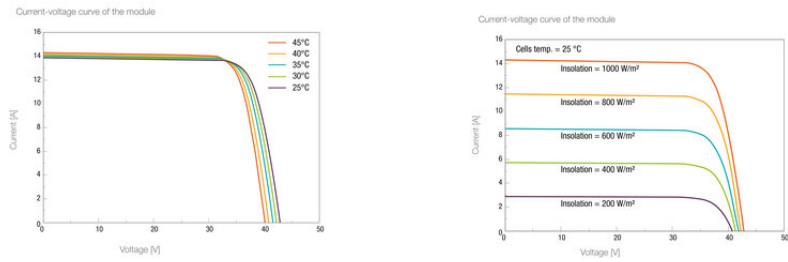 Current-voltage curve of the module
16
14
12
10
8
6
4
2
0
0
10
20
30
40
50
Current [A]
Voltage [V]
45°C
40°C
35°C
30°C
25°C
Current-voltage curve of the module
16
14
12
10
8
6
4
2
0
0
10
20
30
40
50
Current [A]
Voltage [V]
Cells temp. = 25 °C
Insolation = 1000 W/m²
Insolation = 800 W/m²
Insolation = 600 W/m²
Insolation = 400 W/m²
Insolation = 200 W/m²